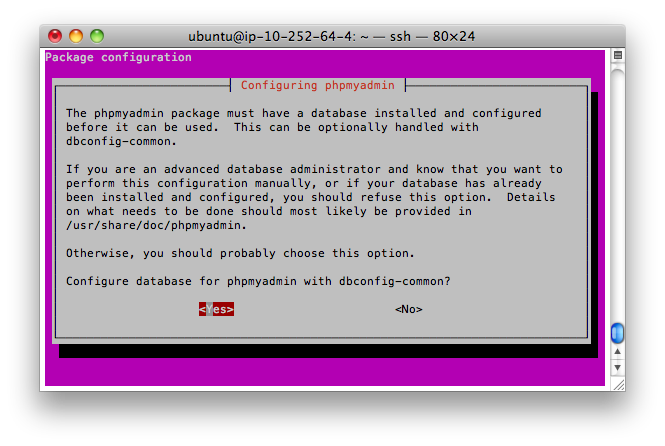 ubuntu@ip-10-252-64-4: ~ — ssh — 80×24
Package configuration
Configuring phpmyadmin
The phpmyadmin package must have a database installed and configured
before it can be used.  This can be optionally handled with
dbconfig-common.
If you are an advanced database administrator and know that you want to
perform this configuration manually, or if your database has already
been installed and configured, you should refuse this option.  Details
on what needs to be done should most likely be provided in
/usr/share/doc/phpmyadmin.
Otherwise, you should probably choose this option.
Configure database for phpmyadmin with dbconfig-common?
<Yes> <No>